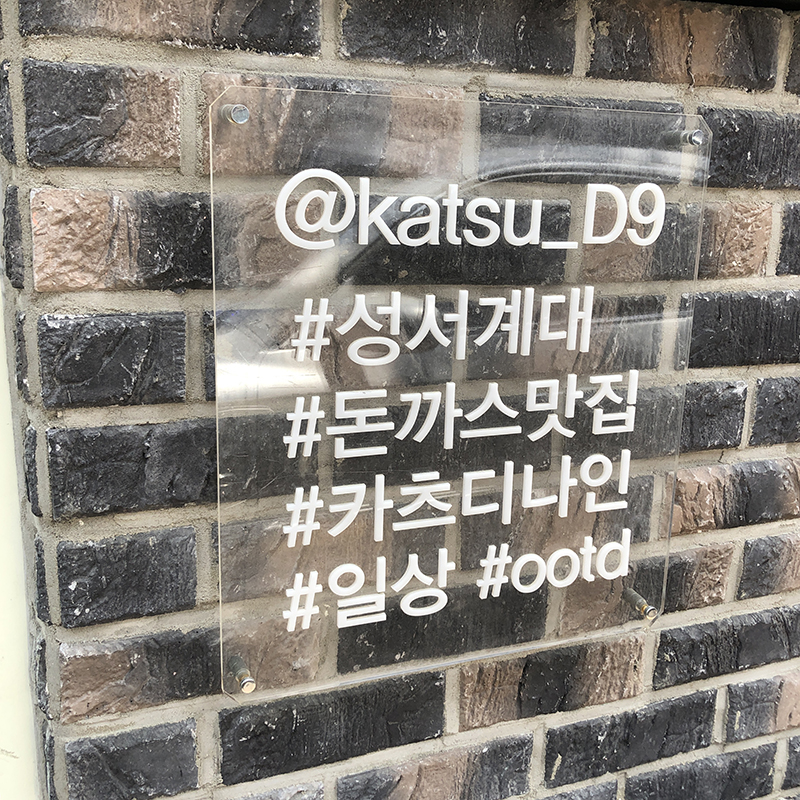 @katsu_D9
#성서계대
#돈까스맛집
#카츠디나인
#일상 #ootd